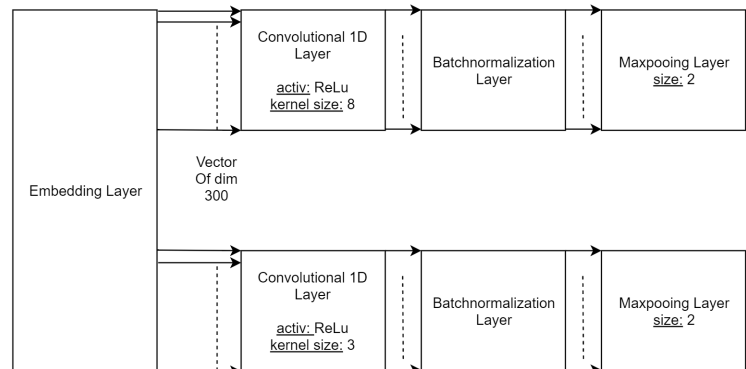 Convolutional 1D
Layer
activ: ReLu
kernel size: 8
Batchnormalization
Layer
Maxpooing Layer
size: 2
Embedding Layer
Vector
Of dim
300
Convolutional 1D
Layer
activ: ReLu
kernel size: 3
Batchnormalization
Layer
Maxpooing Layer
size: 2